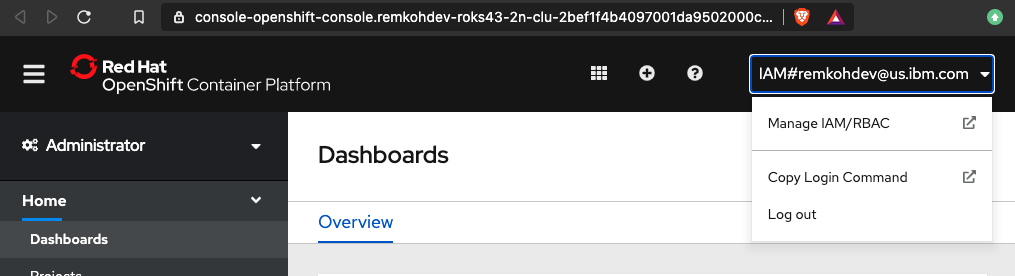 console-openshift-console.remkohdev-roks43-2n-clu-2bef1f4b4097001da9502000c...
Red Hat
OpenShift Container Platform
IAM#remkohdev@us.ibm.com
Manage IAM/RBAC
Copy Login Command
Log out
Administrator
Home
Dashboards
Projects
Dashboards
Overview